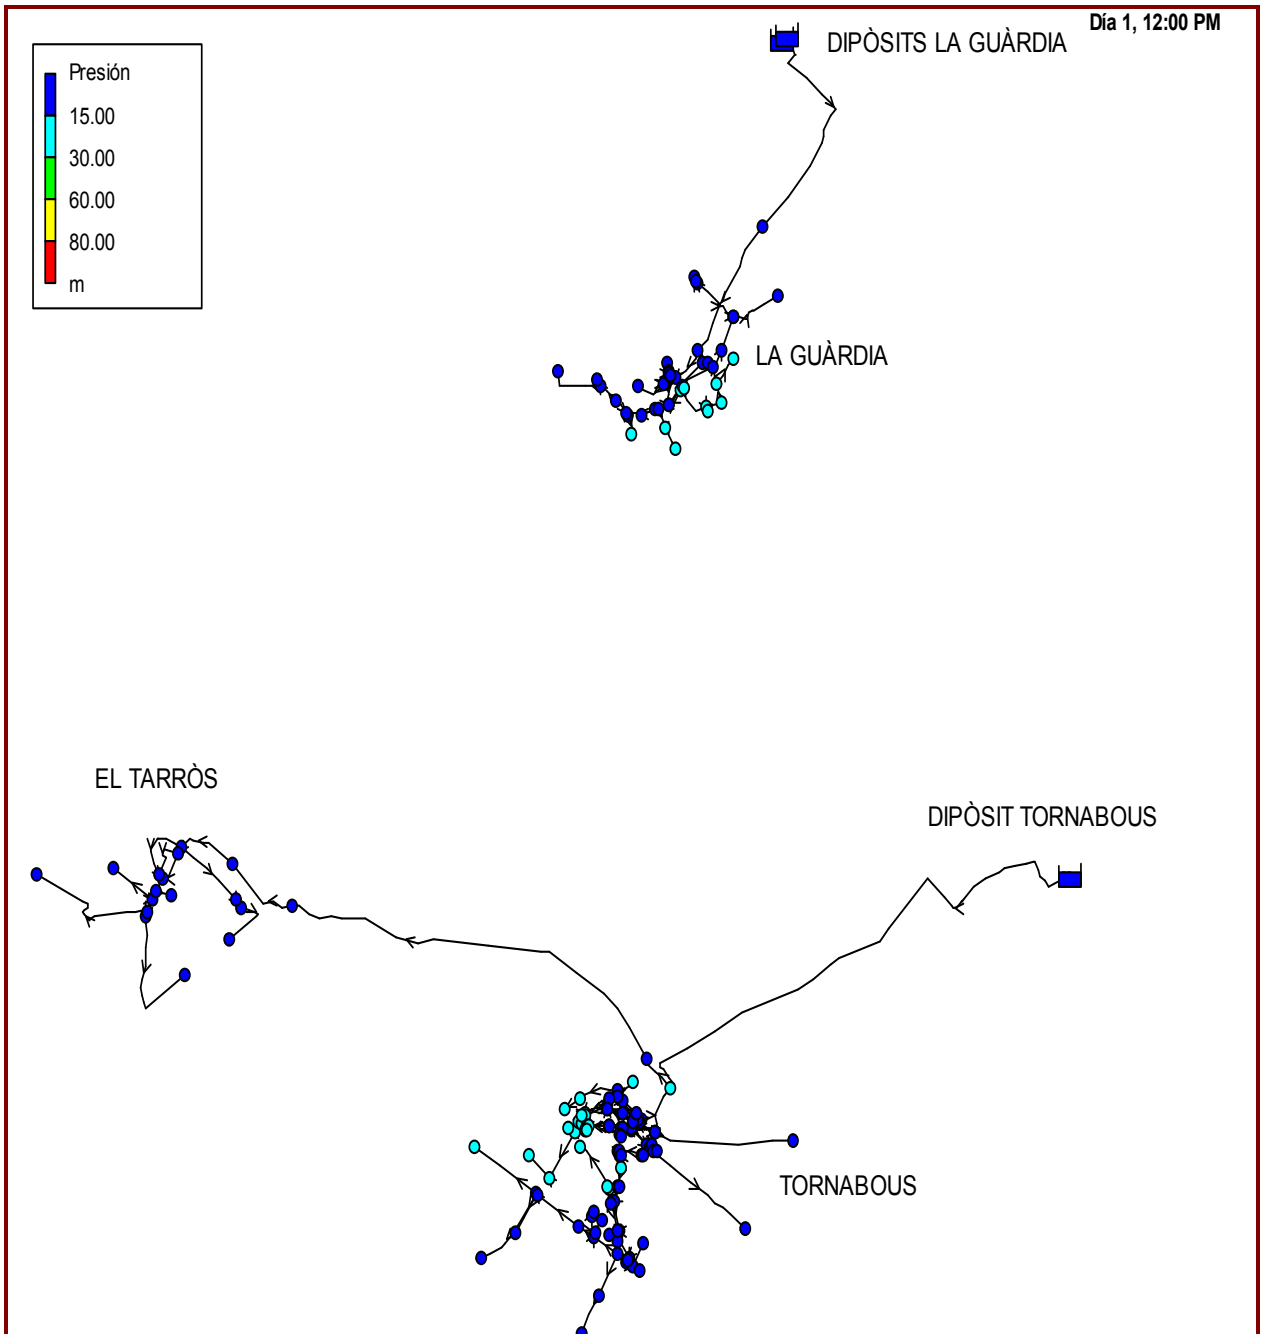 Día 1, 12:00 PM
DIPÒSITS LA GUÀRDIA
Presión
15.00
30.00
60.00
80.00
m
LA GUÀRDIA
EL TARRÒS
DIPÒSIT TORNABOUS
TORNABOUS